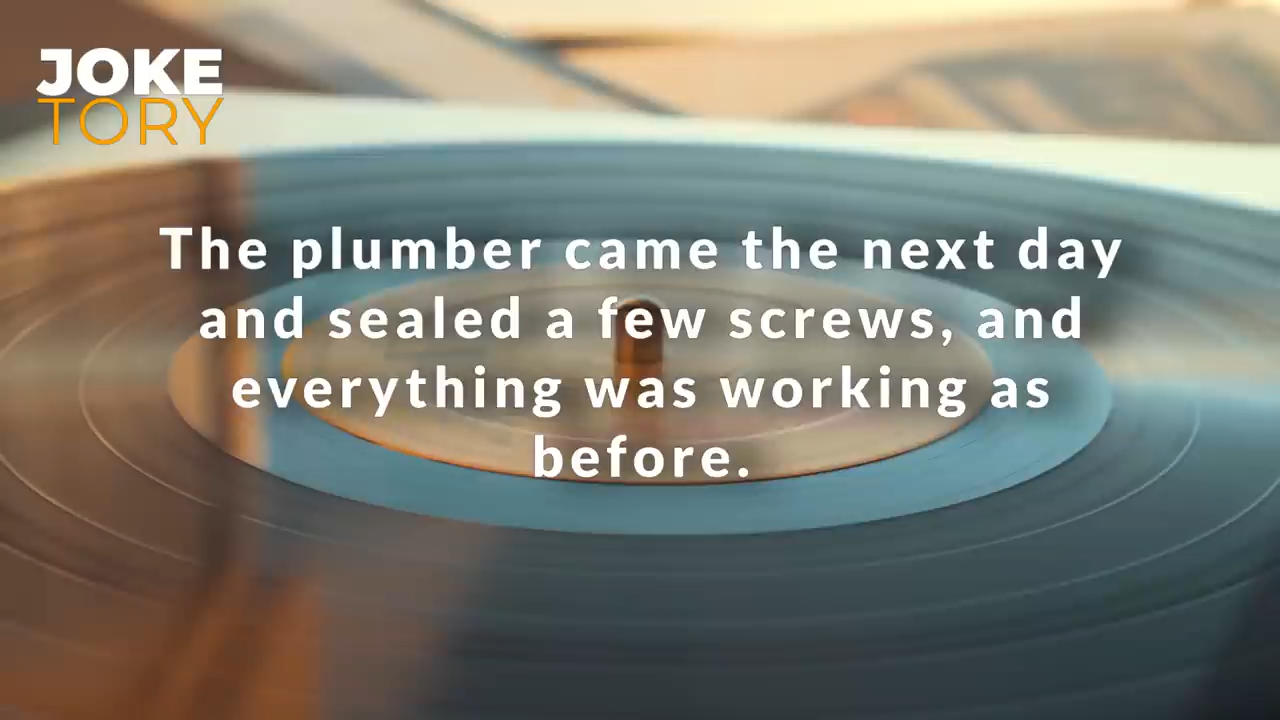 JOKE
TORY
The plumber came the next day
and sealed a few screws, and
everything was working as
before.